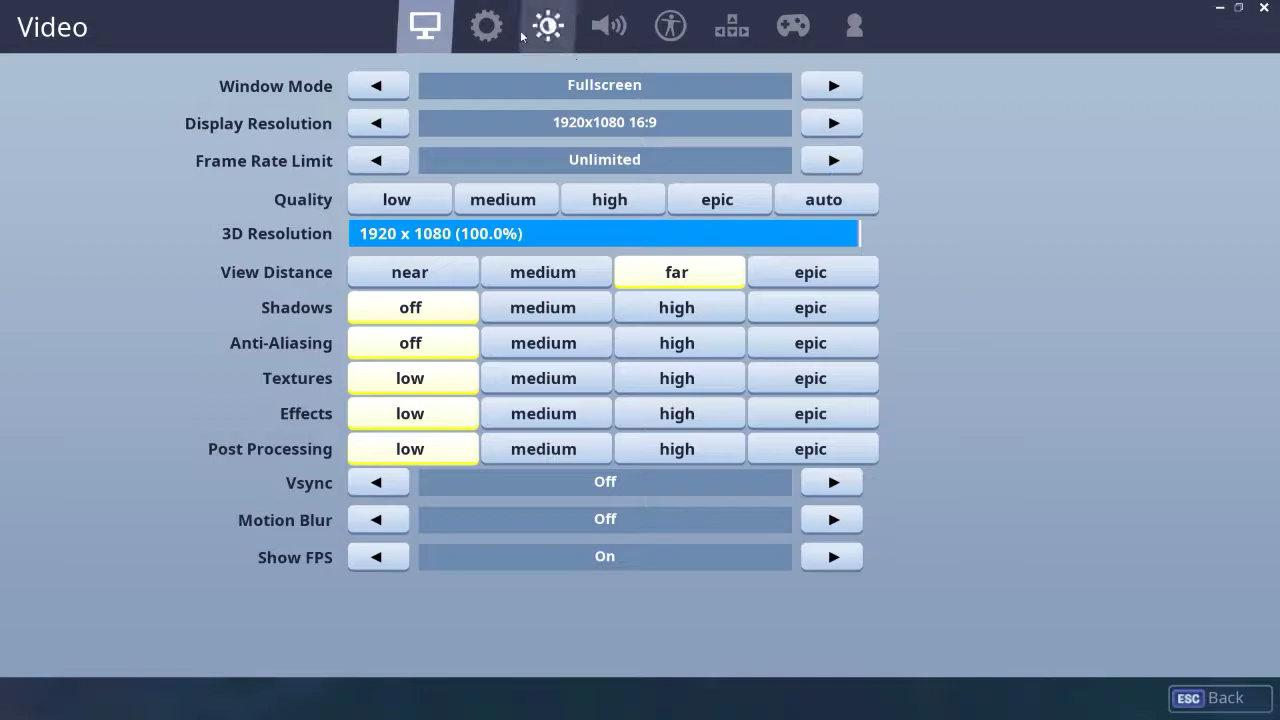 Video
Window Mode ◄ Fullscreen ►
Display Resolution ◄ 1920x1080 16:9 ►
Frame Rate Limit ◄ Unlimited ►
Quality low medium high epic auto
3D Resolution 1920 x 1080 (100.0%)
View Distance near medium far epic
Shadows off medium high epic
Anti-Aliasing off medium high epic
Textures low medium high epic
Effects low medium high epic
Post Processing low medium high epic
Vsync ◄ Off ►
Motion Blur ◄ Off ►
Show FPS ◄ On ►
ESC Back